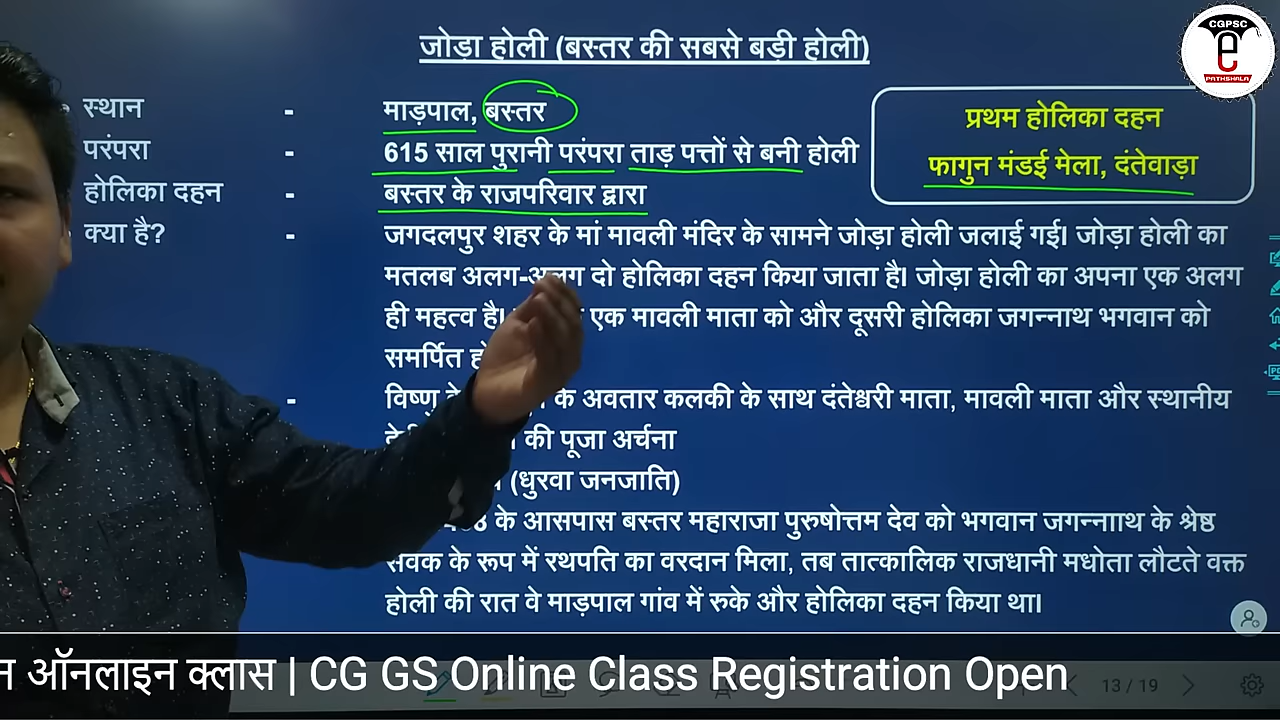 जोड़ा होली (बस्तर की सबसे बड़ी होली)
CGPSC
e
PATHSHALA
स्थान - माड़पाल, बस्तर
परंपरा - 615 साल पुरानी परंपरा ताड़ पत्तों से बनी होली
होलिका दहन - बस्तर के राजपरिवार द्वारा
प्रथम होलिका दहन
फागुन मंडई मेला, दंतेवाड़ा
क्या है? - जगदलपुर शहर के मां मावली मंदिर के सामने जोड़ा होली जलाई गई। जोड़ा होली का
मतलब अलग-अलग दो होलिका दहन किया जाता है। जोड़ा होली का अपना एक अलग
ही महत्व है। एक मावली माता को और दूसरी होलिका जगन्नाथ भगवान को
समर्पित
- विष्णु के अवतार कलकी के साथ दंतेश्वरी माता, मावली माता और स्थानीय
की पूजा अर्चना
(धुरवा जनजाति)
के आसपास बस्तर महाराजा पुरुषोत्तम देव को भगवान जगन्नााथ के श्रेष्ठ
सेवक के रूप में रथपति का वरदान मिला, तब तात्कालिक राजधानी मधोता लौटते वक्त
होली की रात वे माड़पाल गांव में रुके और होलिका दहन किया था।
न ऑनलाइन क्लास | CG GS Online Class Registration Open
13 / 19